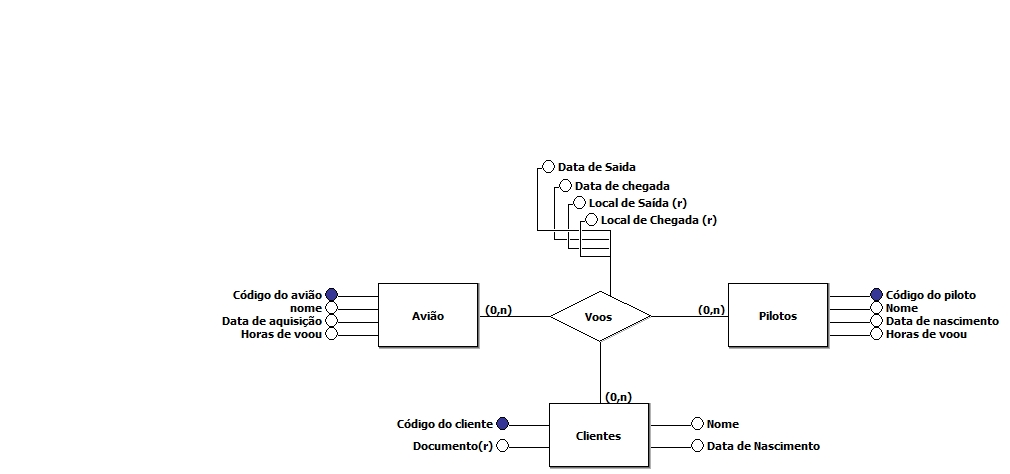 Data de Saida
Data de chegada
Local de Saída (r)
Local de Chegada (r)
Código do avião
nome
Data de aquisição
Horas de voou
Avião
(0,n)
Voos
(0,n)
Pilotos
Código do piloto
Nome
Data de nascimento
Horas de voou
(0,n)
Código do cliente
Documento(r)
Clientes
Nome
Data de Nascimento